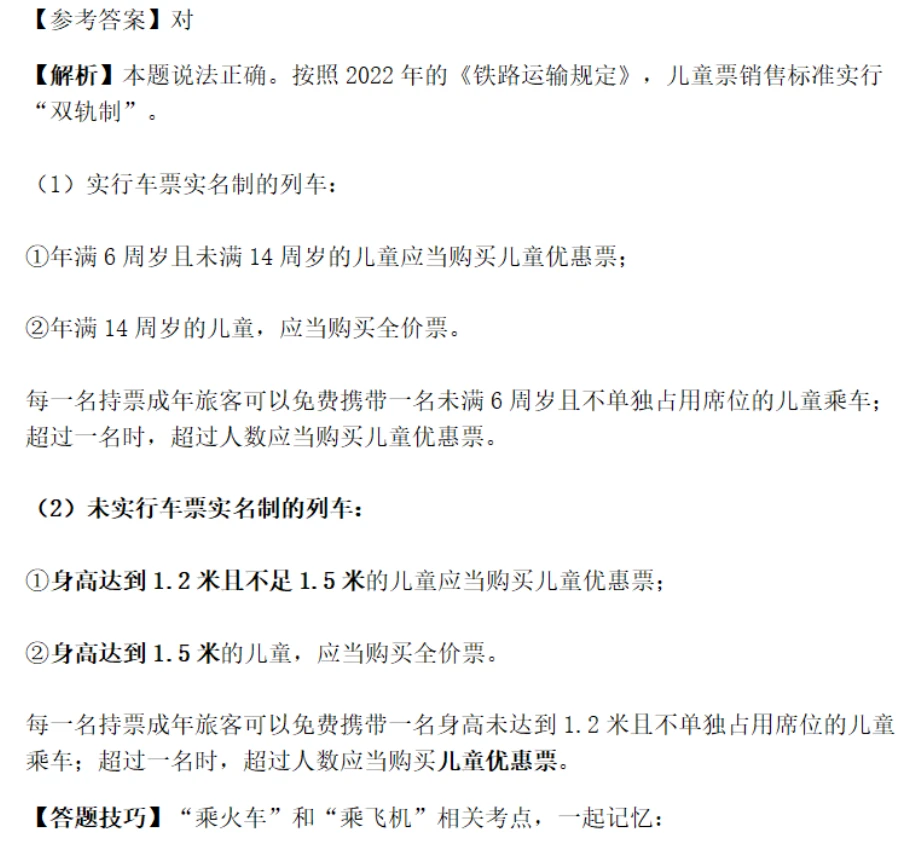 【参考答案】对
【解析】本题说法正确。按照 2022 年的《铁路运输规定》，儿童票销售标准实行
“双轨制”。
（1）实行车票实名制的列车：
①年满 6 周岁且未满 14 周岁的儿童应当购买儿童优惠票；
②年满 14 周岁的儿童，应当购买全价票。
每一名持票成年旅客可以免费携带一名未满 6 周岁且不单独占用席位的儿童乘车；
超过一名时，超过人数应当购买儿童优惠票。
（2）未实行车票实名制的列车：
①身高达到 1.2 米且不足 1.5 米的儿童应当购买儿童优惠票；
②身高达到 1.5 米的儿童，应当购买全价票。
每一名持票成年旅客可以免费携带一名身高未达到 1.2 米且不单独占用席位的儿童
乘车；超过一名时，超过人数应当购买儿童优惠票。
【答题技巧】“乘火车”和“乘飞机”相关考点，一起记忆：